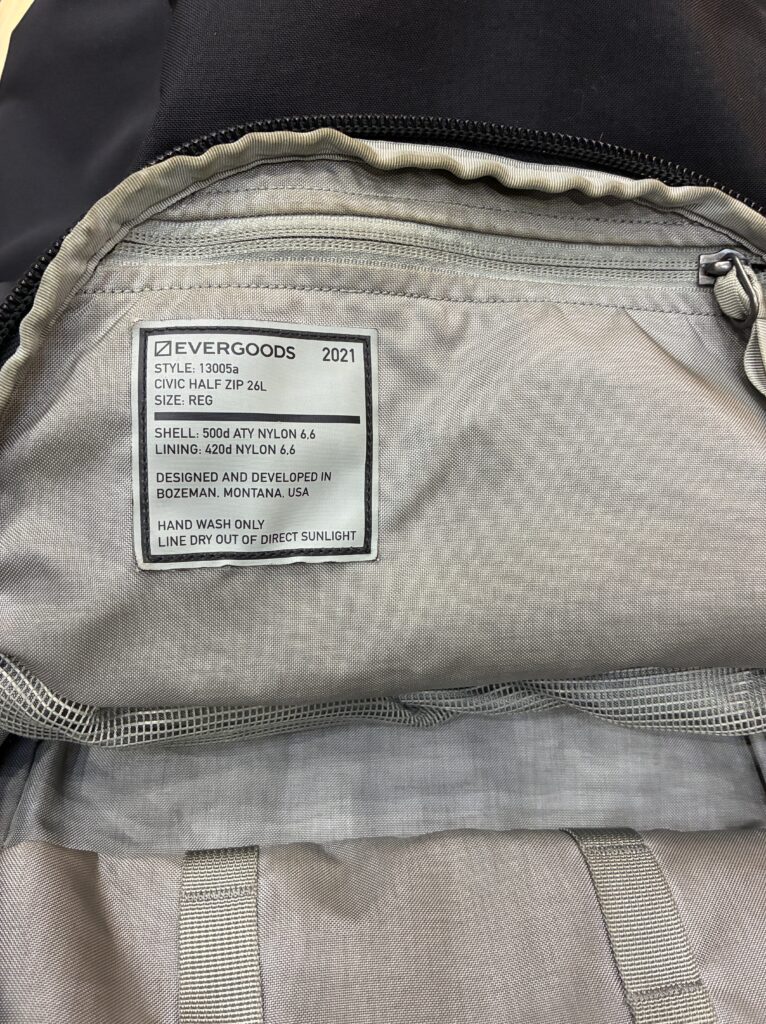 EVERGOODS 2021
STYLE: 13005a
CIVIC HALF ZIP 26L
SIZE: REG
SHELL: 500d ATY NYLON 6,6
LINING: 420d NYLON 6.6
DESIGNED AND DEVELOPED IN
BOZEMAN, MONTANA, USA
HAND WASH ONLY
LINE DRY OUT OF DIRECT SUNLIGHT